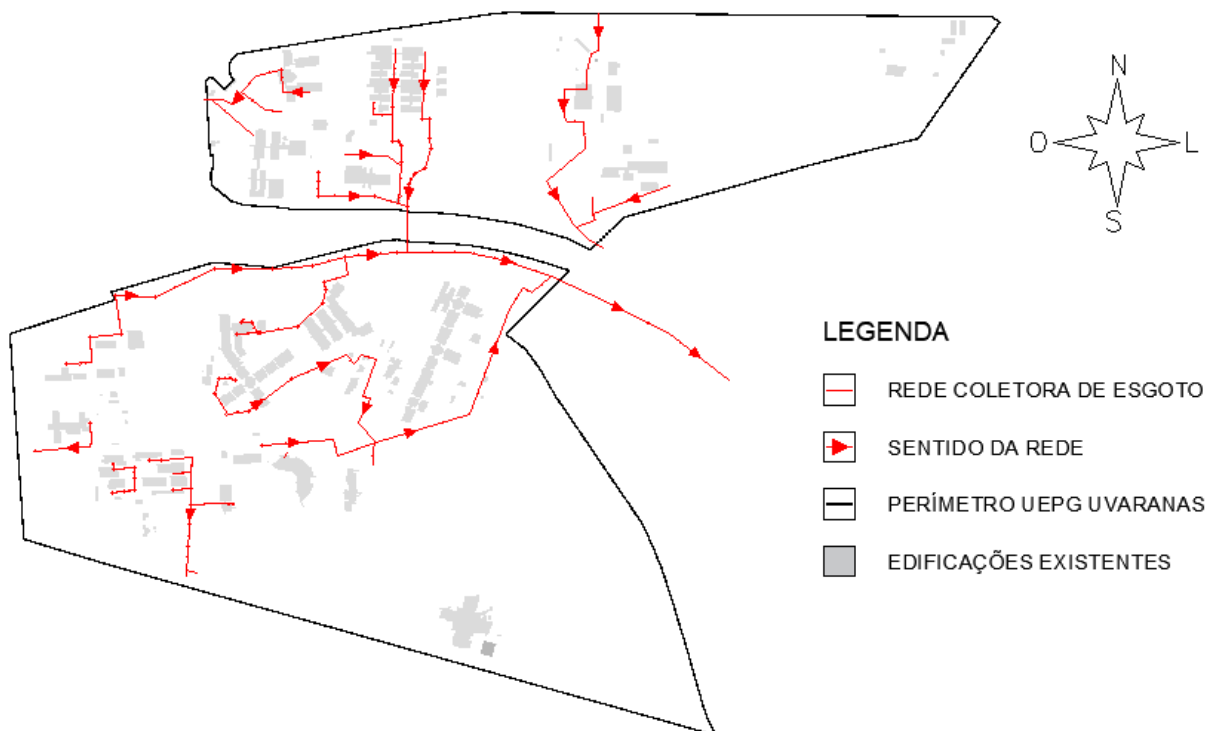 N
O L
S
LEGENDA
REDE COLETORA DE ESGOTO
SENTIDO DA REDE
PERÍMETRO UEPG UVARANAS
EDIFICAÇÕES EXISTENTES